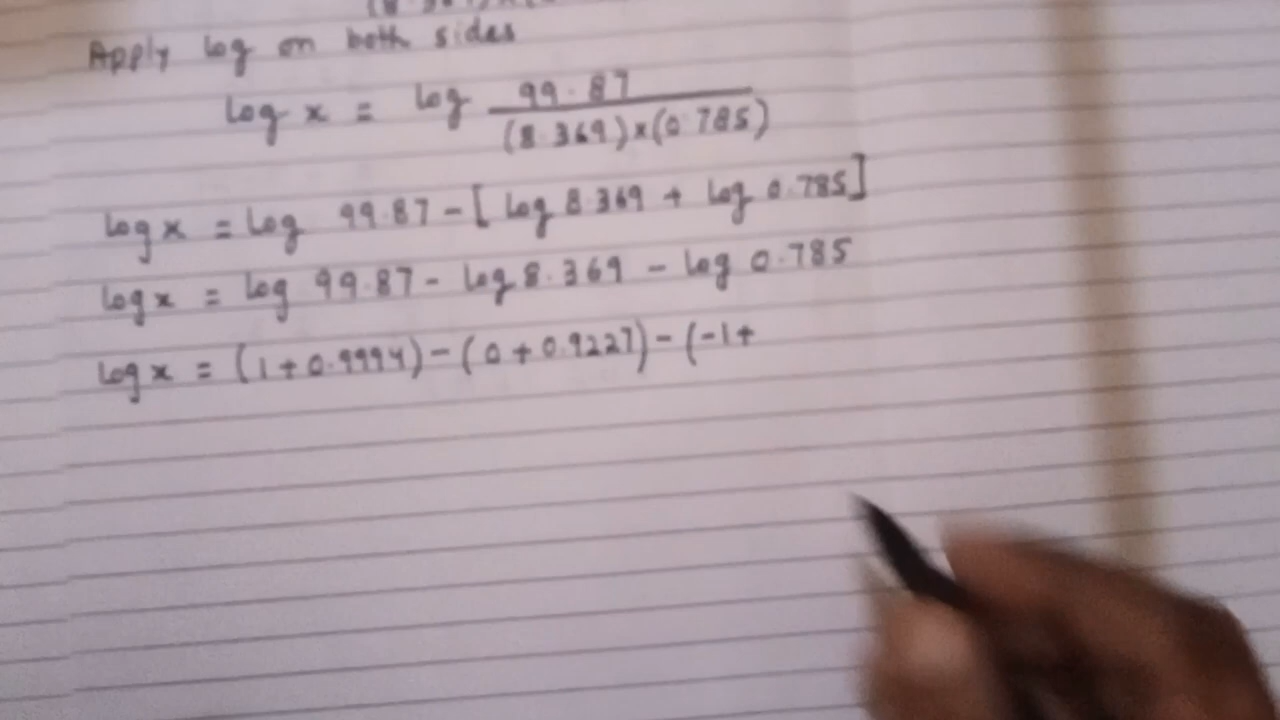 Apply log on both sides
log x = log 99.87 / (8.369)×(0.785)
log x = log 99.87 - [ log 8.369 + log 0.785]
log x = log 99.87 - log 8.369 - log 0.785
log x = (1+0.9994) - (0+0.9227) - (-1+